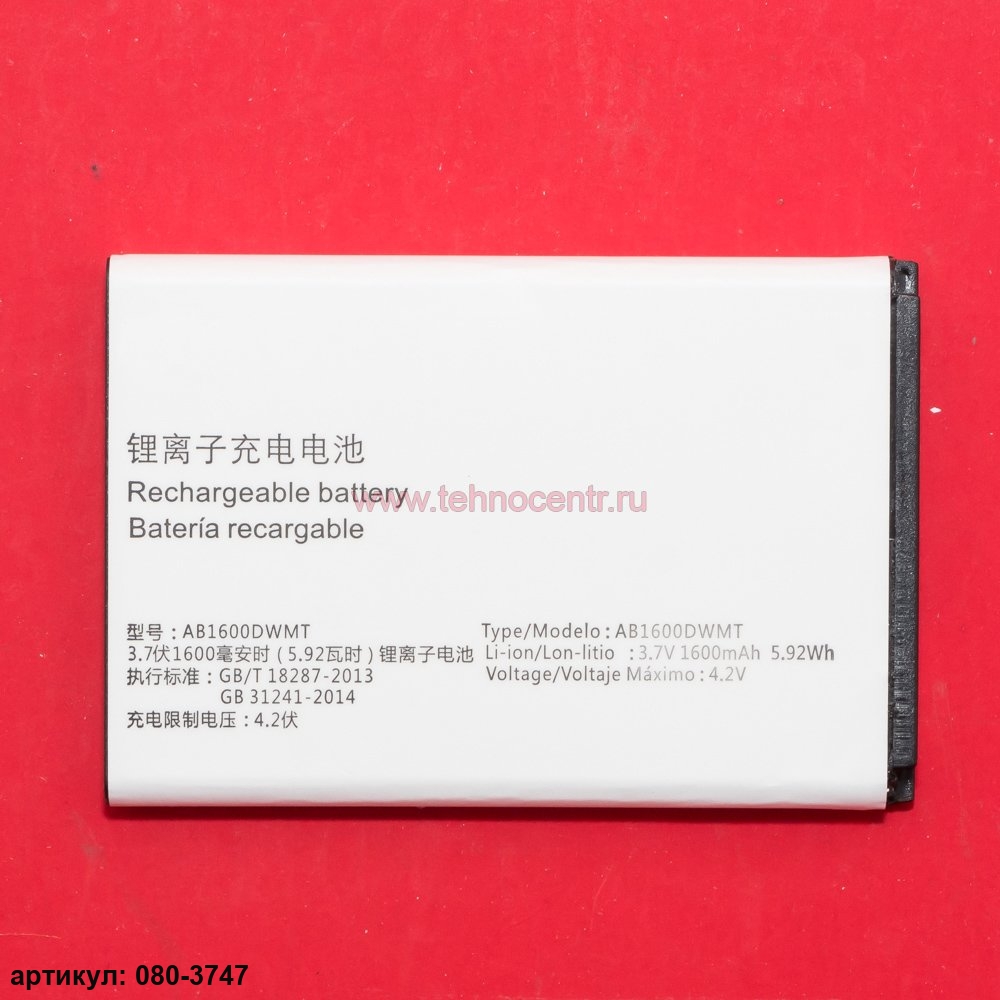 锂离子充电电池
Rechargeable battery
Batería recargable
www.tehnocentr.ru
型号：AB1600DWMT
3.7伏1600毫安时（5.92瓦时）锂离子电池
执行标准：GB/T 18287-2013
GB 31241-2014
充电限制电压：4.2伏
Type/Modelo：AB1600DWMT
Li-ion/Lon-litio ：3.7V 1600mAh 5.92Wh
Voltage/Voltaje Máximo：4.2V
артикул: 080-3747